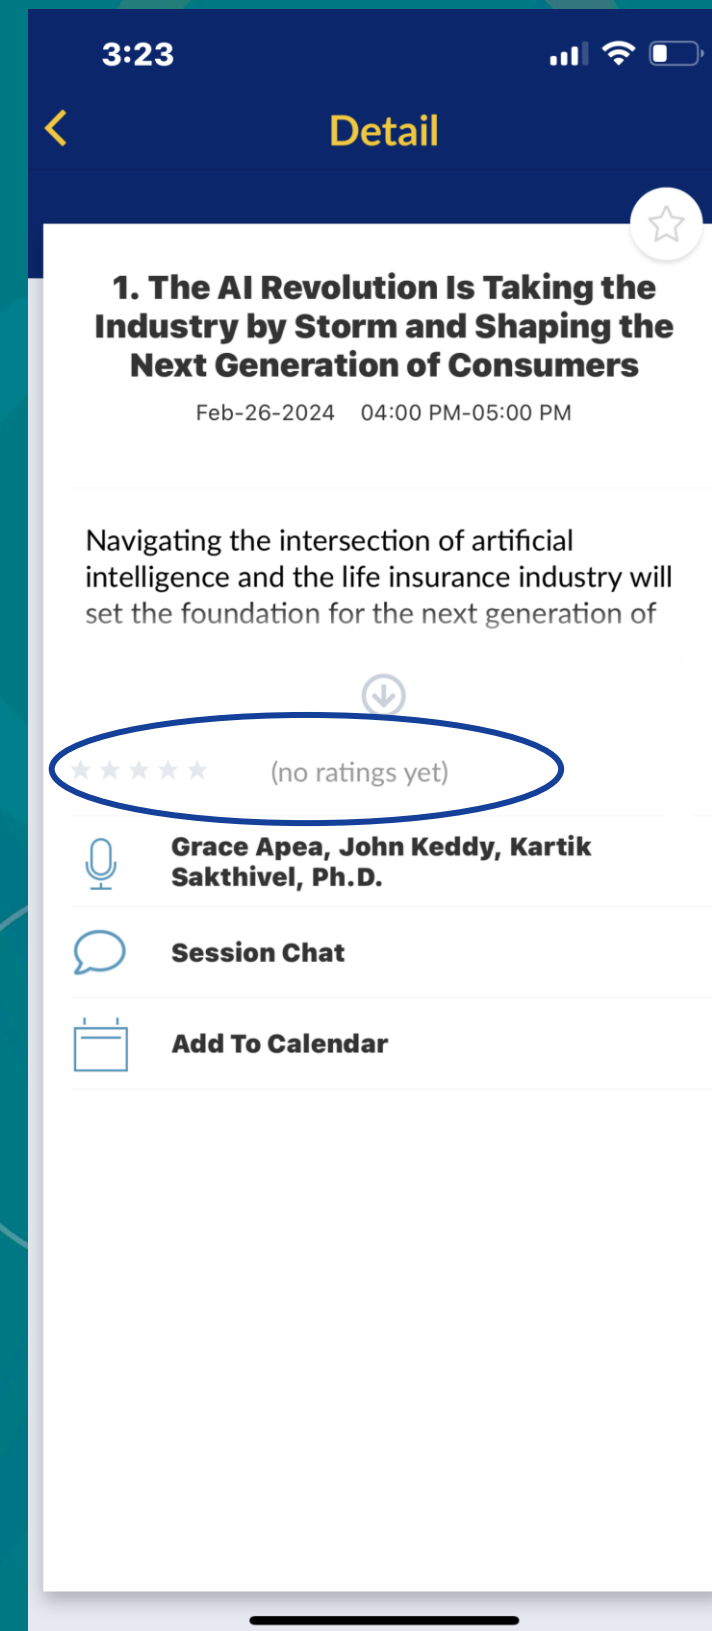 3:23
Detail
1. The AI Revolution Is Taking the
Industry by Storm and Shaping the
Next Generation of Consumers
Feb-26-2024 04:00 PM-05:00 PM
Navigating the intersection of artificial
intelligence and the life insurance industry will
set the foundation for the next generation of
(no ratings yet)
Grace Apea, John Keddy, Kartik
Sakthivel, Ph.D.
Session Chat
Add To Calendar